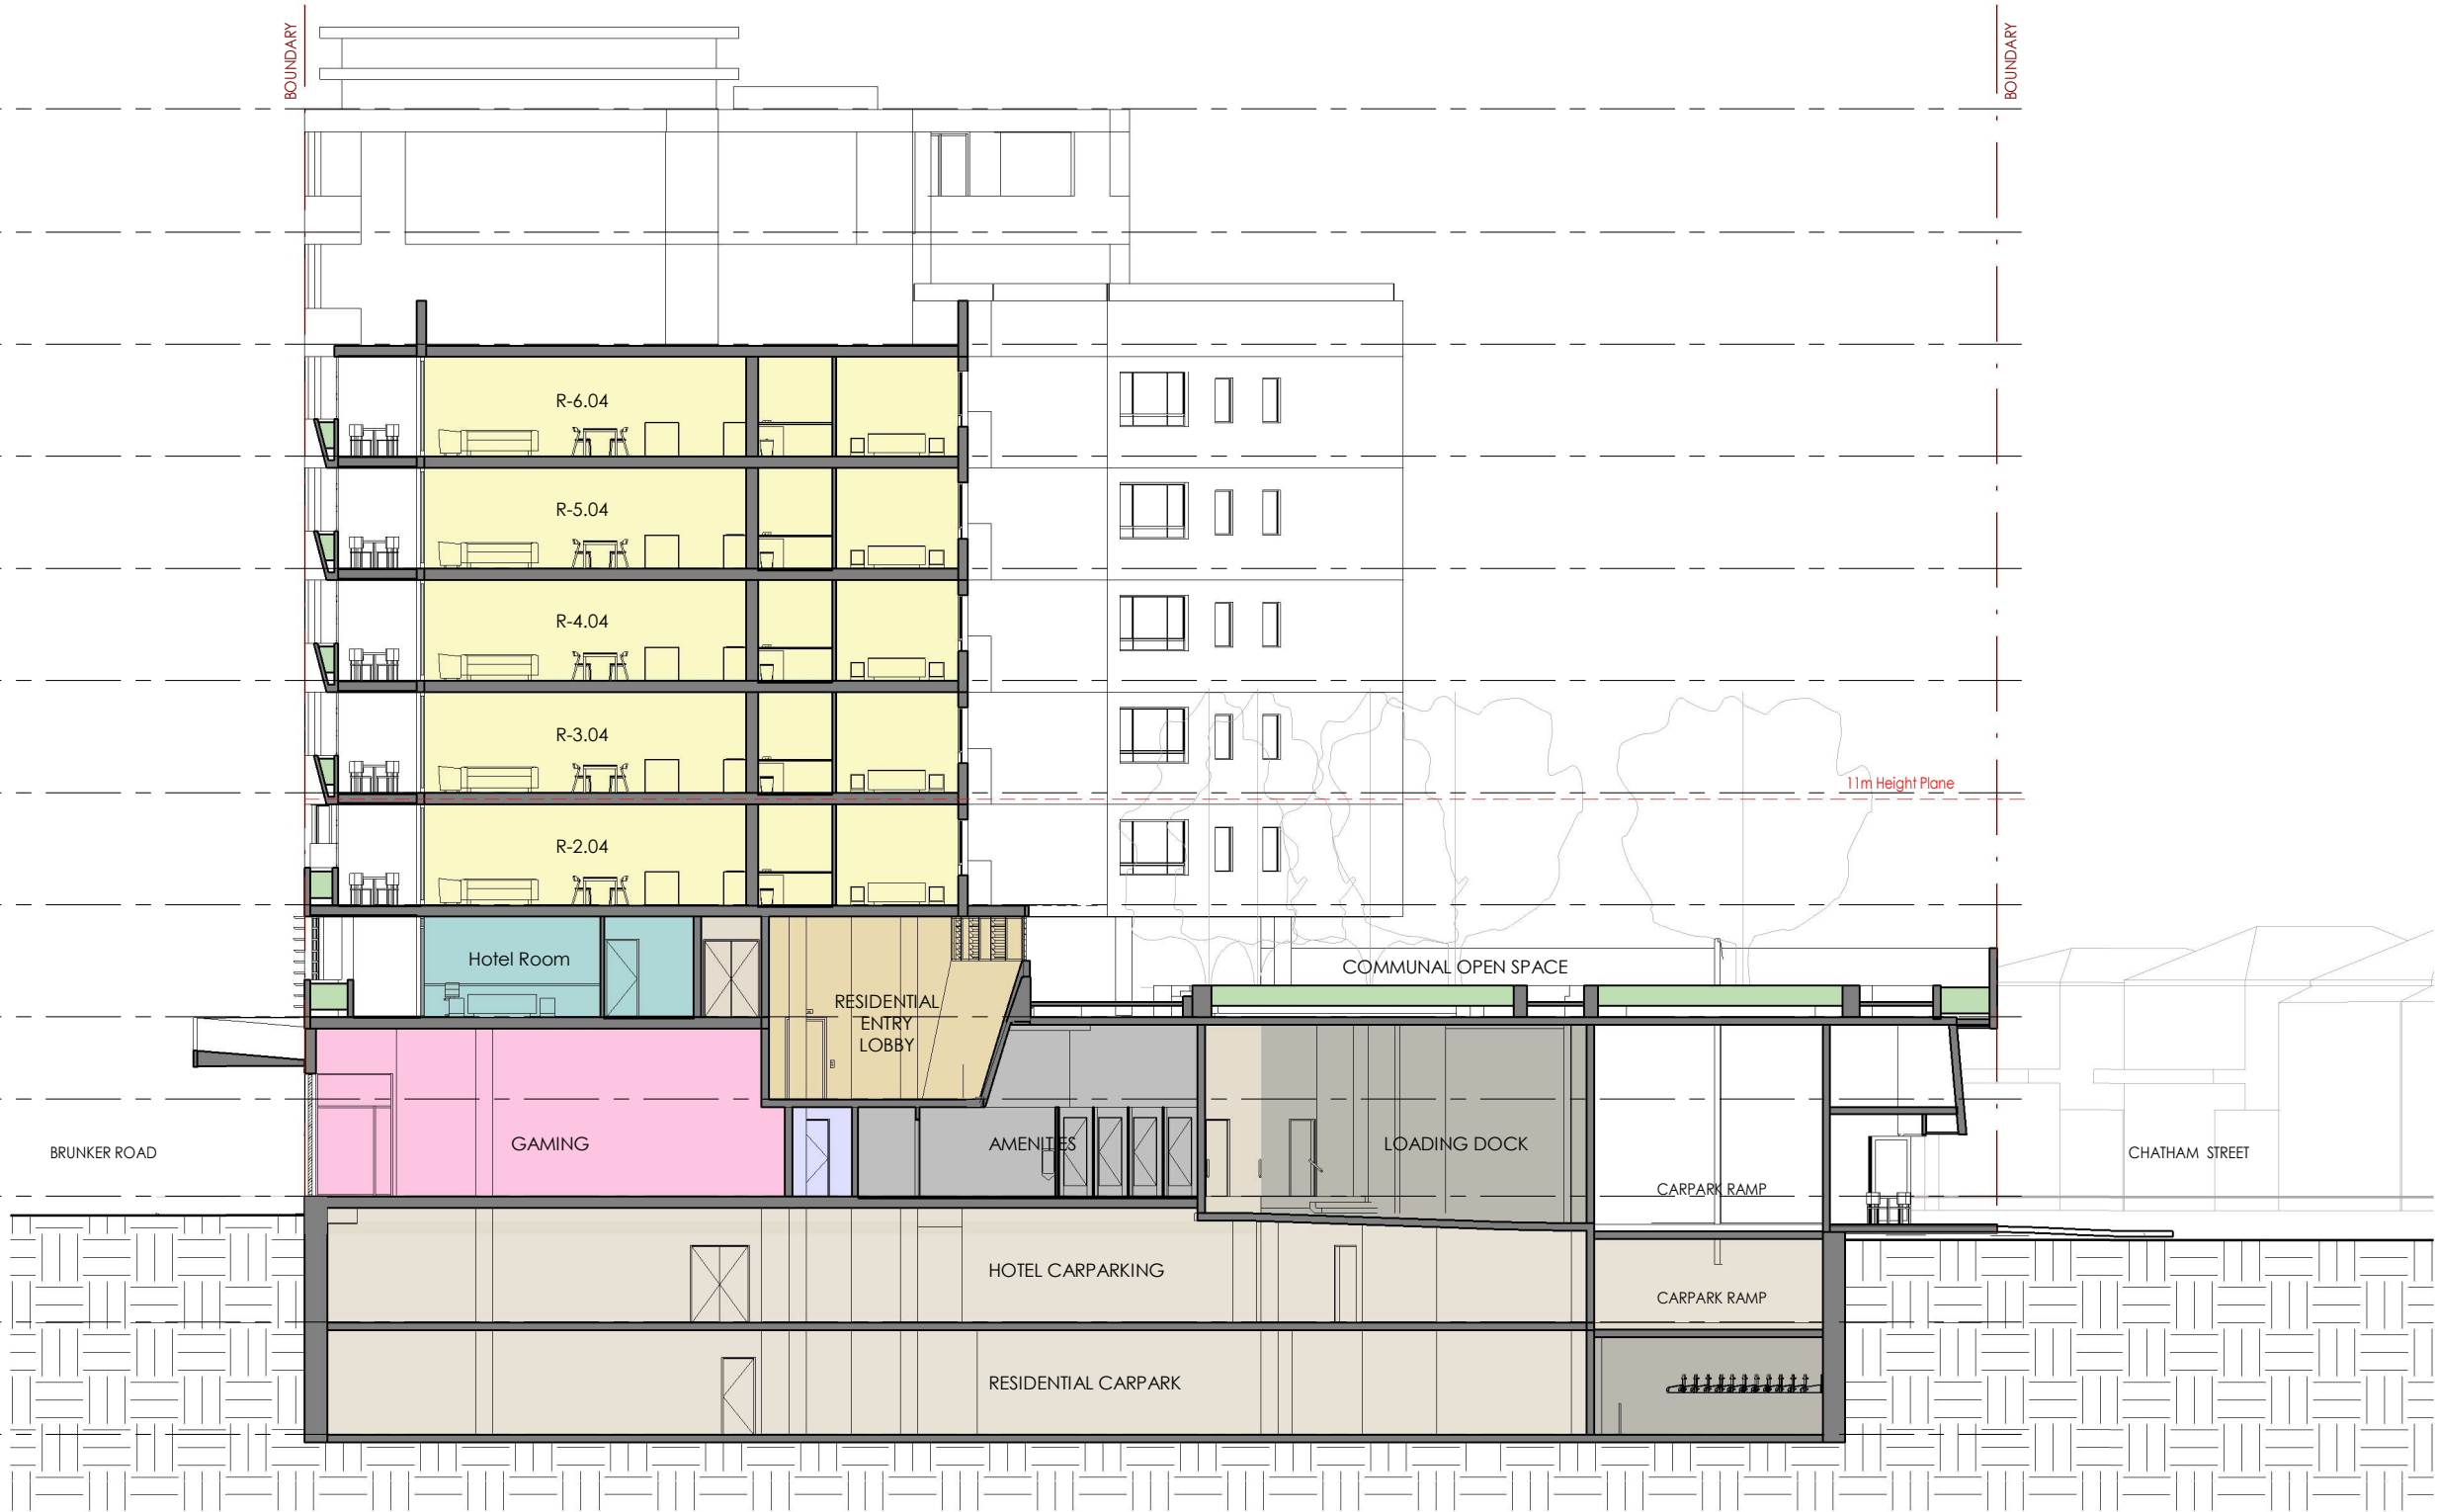 BOUNDARY
BOUNDARY
R-6.04
R-5.04
R-4.04
R-3.04
11m Height Plane
R-2.04
Hotel Room
COMMUNAL OPEN SPACE
RESIDENTIAL
ENTRY
LOBBY
BRUNKER ROAD
GAMING
AMENITIES
LOADING DOCK
CHATHAM STREET
CARPARK RAMP
HOTEL CARPARKING
CARPARK RAMP
RESIDENTIAL CARPARK